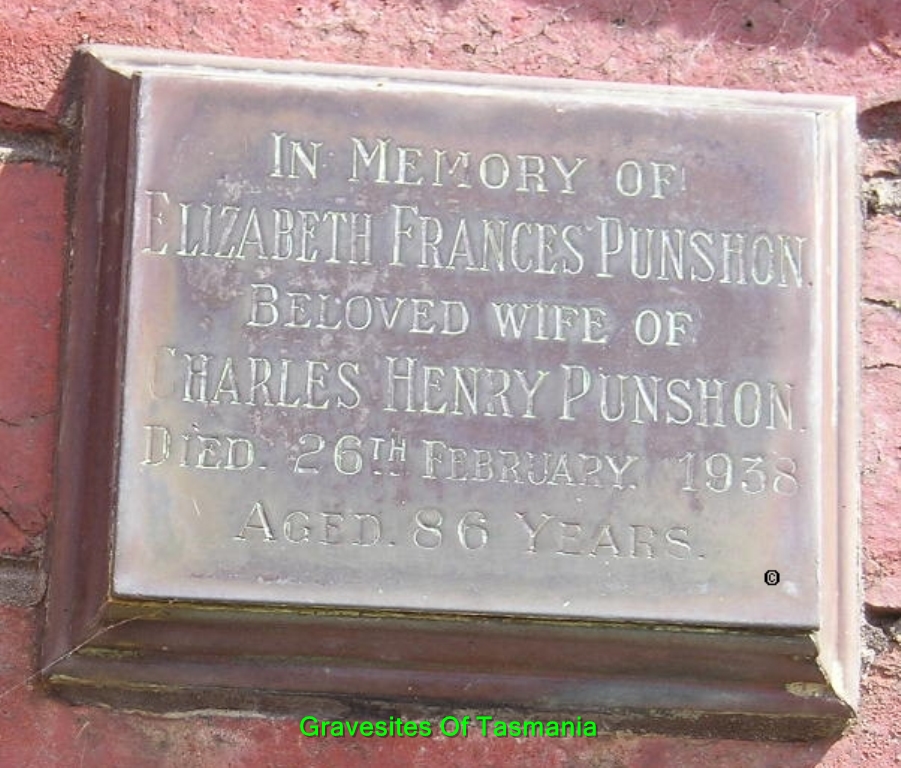 IN MEMORY OF
ELIZABETH FRANCES PUNSHON.
BELOVED WIFE OF
CHARLES HENRY PUNSHON.
DIED. 26TH FEBRUARY. 1938
AGED. 86 YEARS.
©
Gravesites Of Tasmania